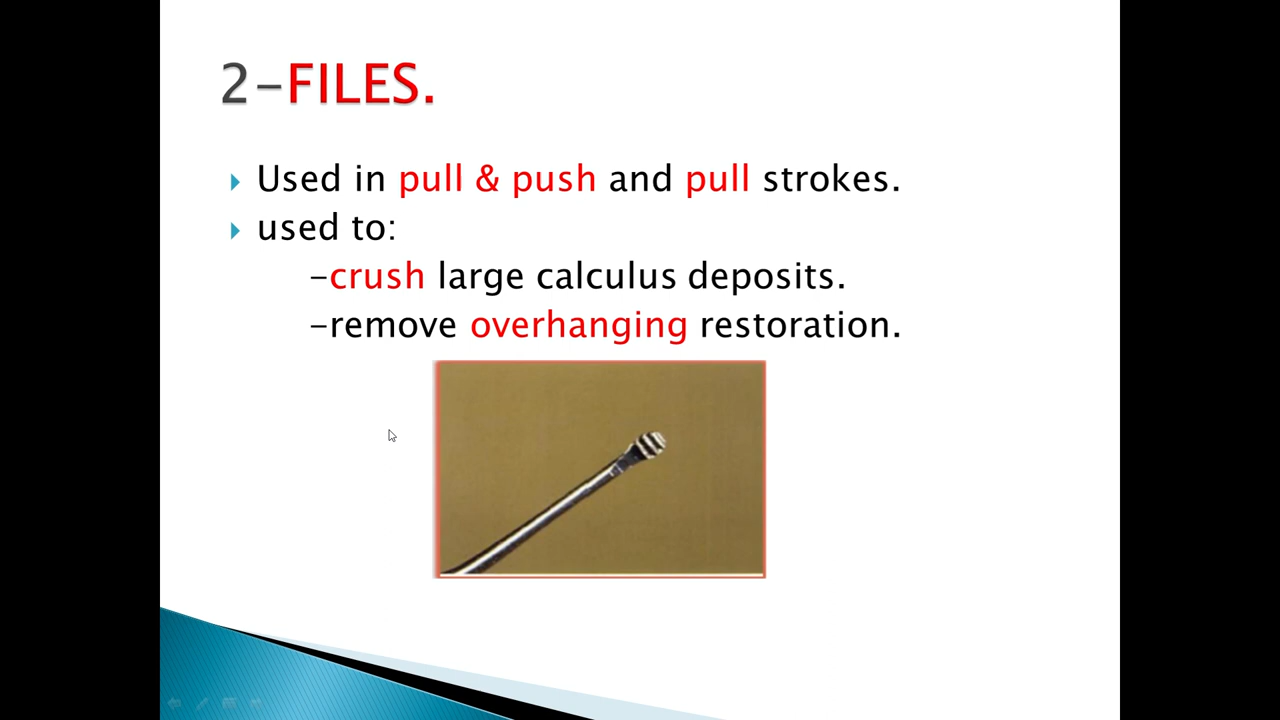 2-FILES.
Used in pull & push and pull strokes.
used to:
-crush large calculus deposits.
-remove overhanging restoration.